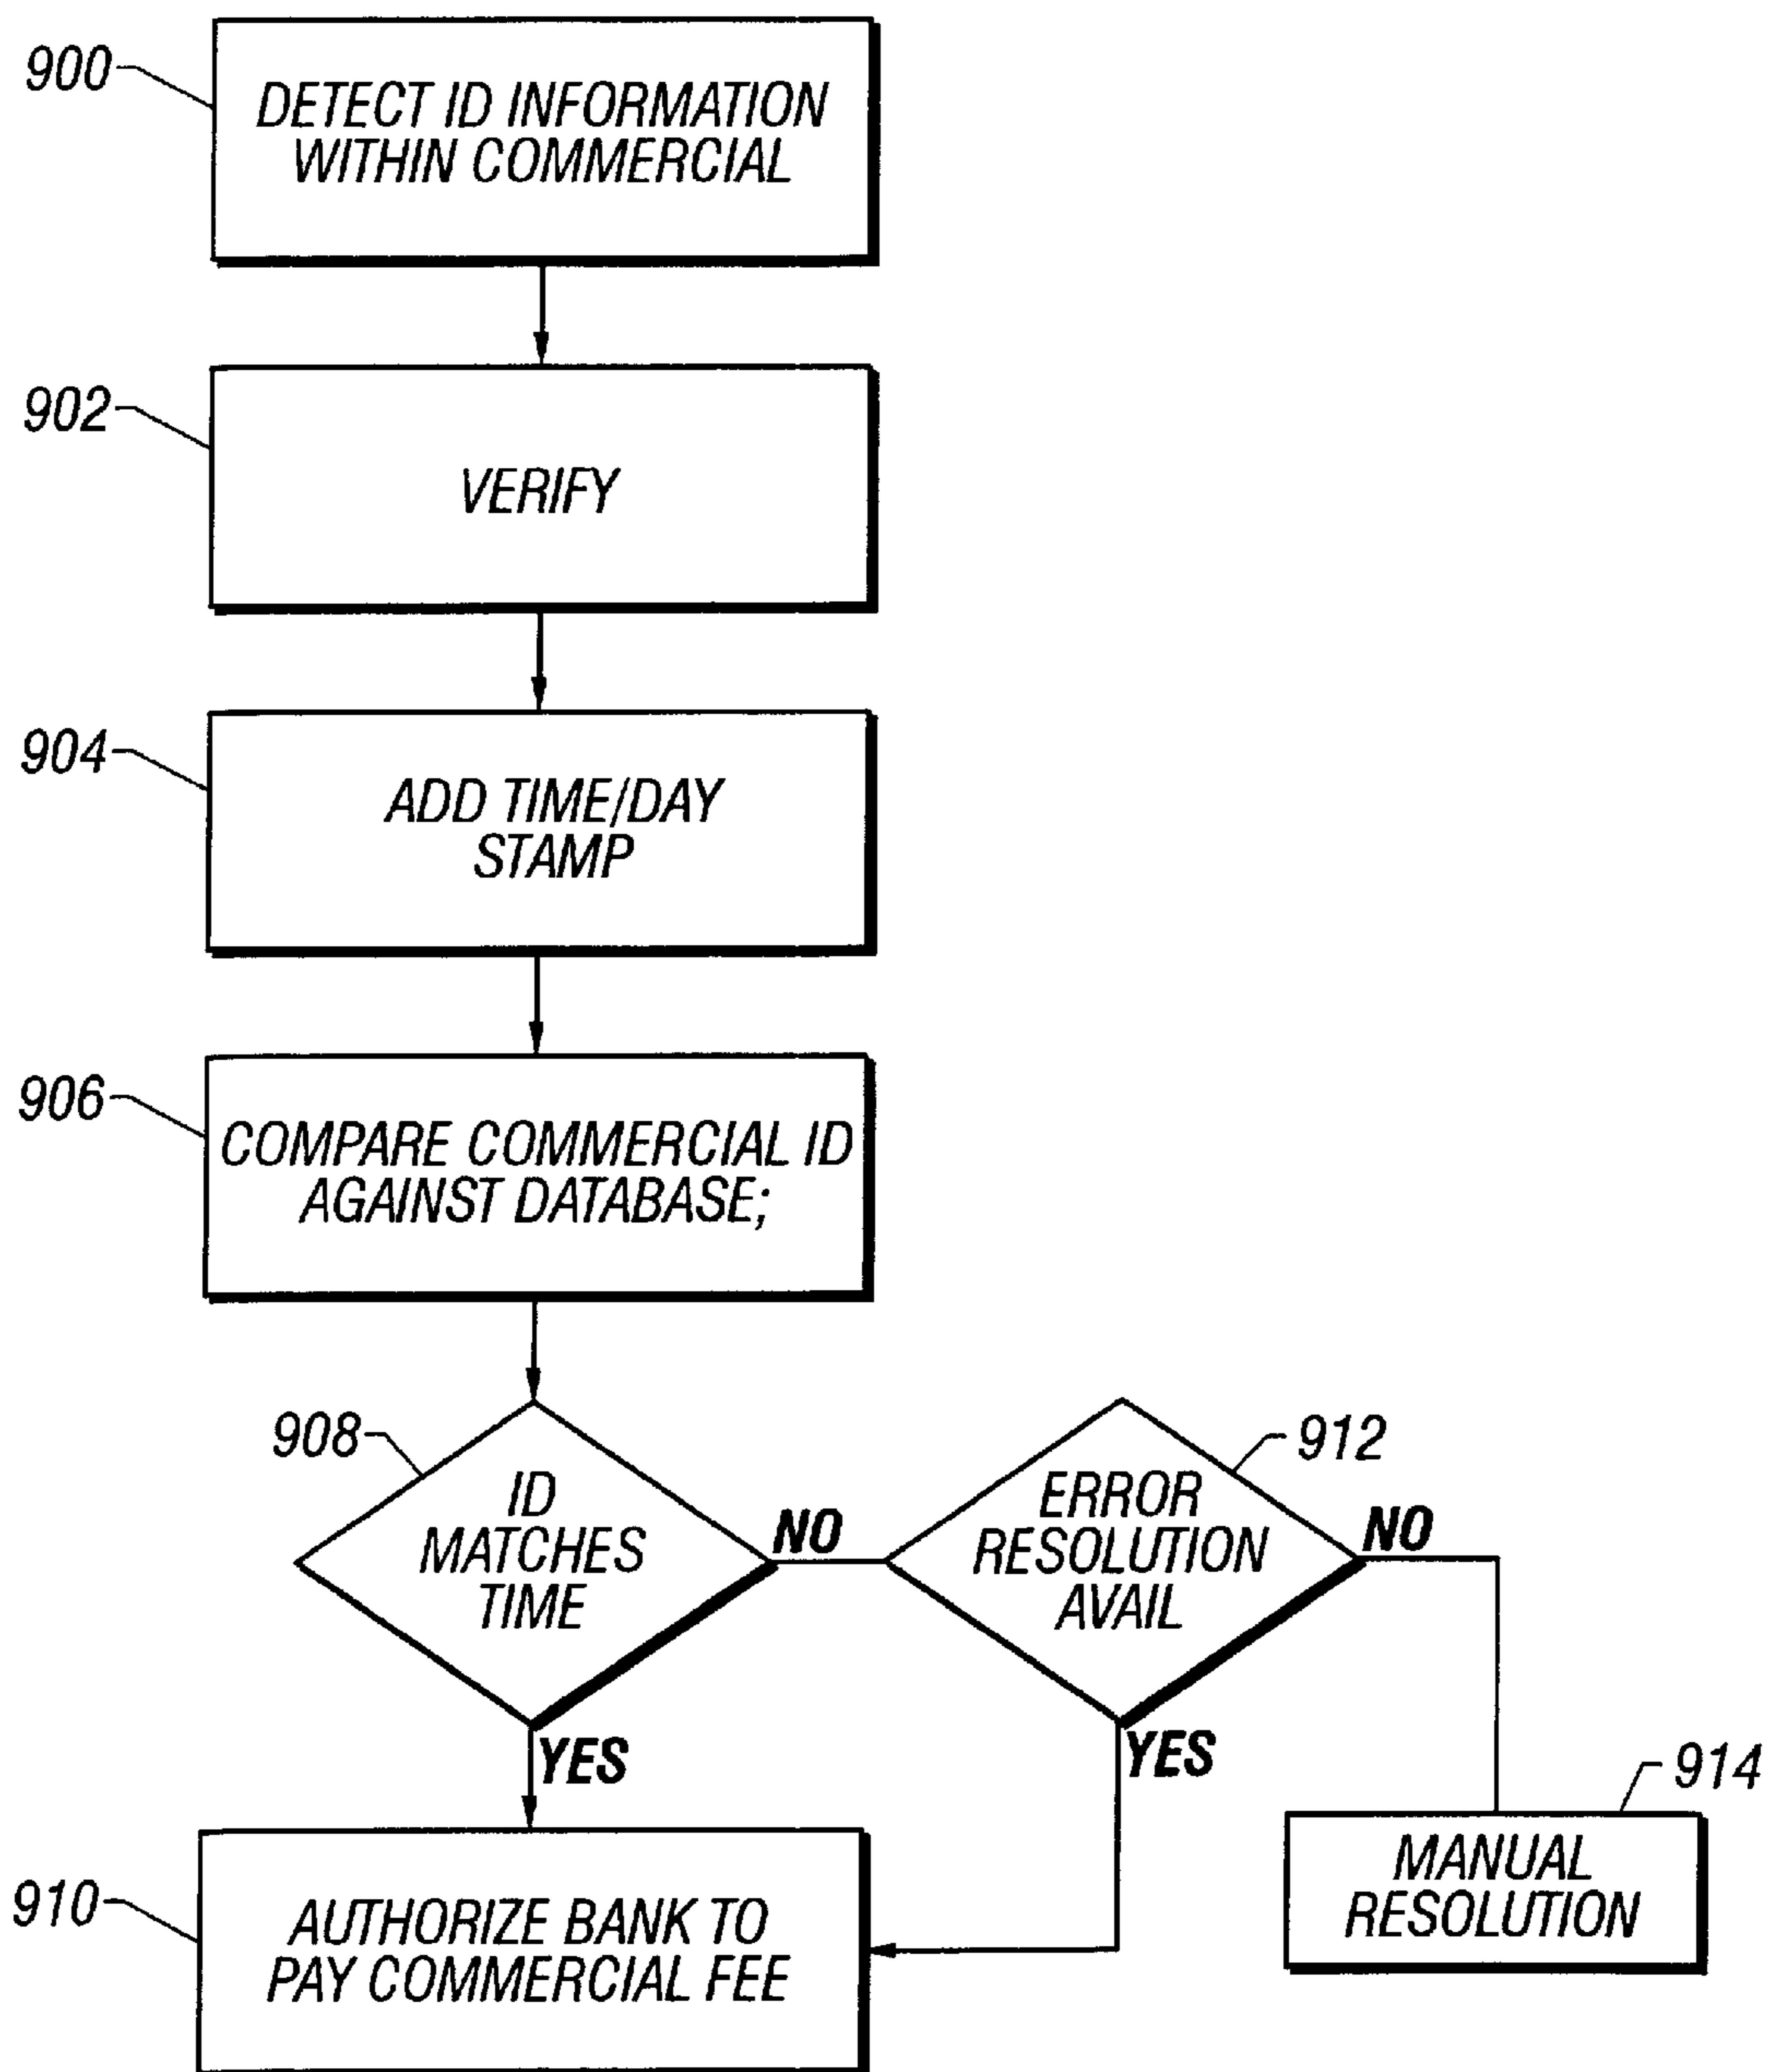 900
DETECT ID INFORMATION
WITHIN COMMERCIAL
902
VERIFY
904
ADD TIME/DAY
STAMP
906
COMPARE COMMERCIAL ID
AGAINST DATABASE;
908
ID
MATCHES
TIME
NO
912
ERROR
RESOLUTION
AVAIL
NO
YES
YES
914
MANUAL
RESOLUTION
910
AUTHORIZE BANK TO
PAY COMMERCIAL FEE